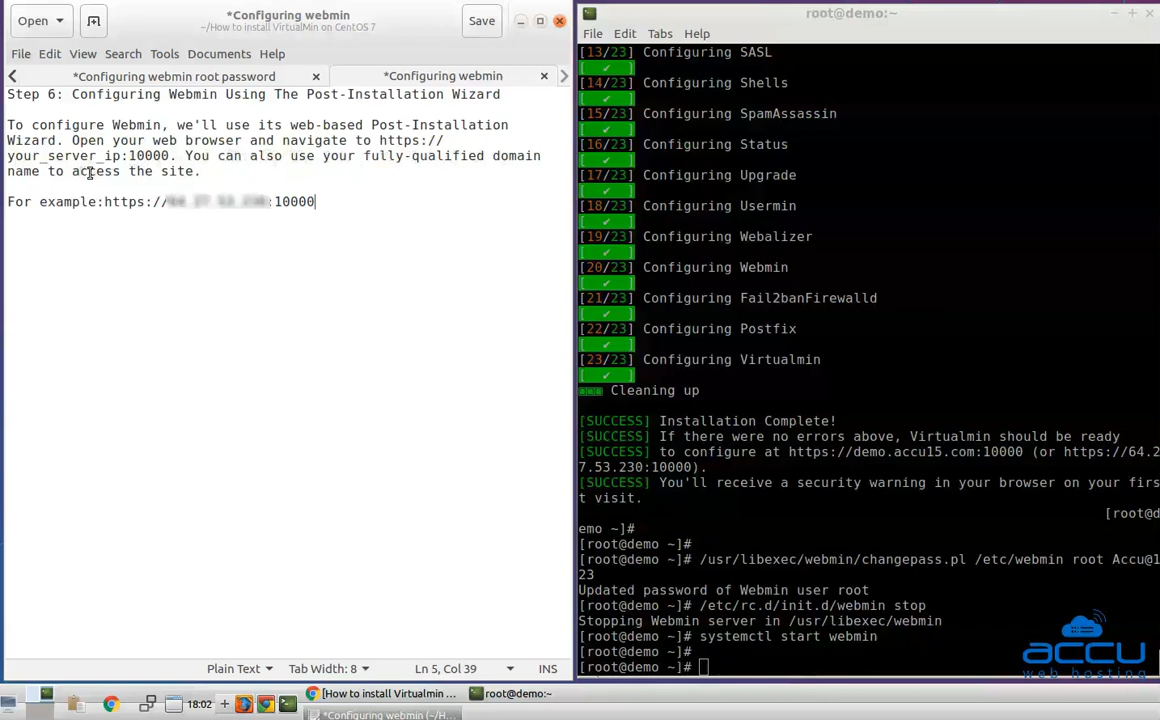 Open
*Configuring webmin
~/How to install VirtualMin on CentOS 7
Save
File Edit View Search Tools Documents Help
*Configuring webmin root password
*Configuring webmin
Step 6: Configuring Webmin Using The Post-Installation Wizard
To configure Webmin, we'll use its web-based Post-Installation
Wizard. Open your web browser and navigate to https://
your_server_ip:10000. You can also use your fully-qualified domain
name to access the site.
For example:https:// :10000
Plain Text
Tab Width: 8
Ln 5, Col 39
INS
root@demo:~
File Edit Tabs Help
[13/23] Configuring SASL
[ ✔ ]
[14/23] Configuring Shells
[ ✔ ]
[15/23] Configuring SpamAssassin
[ ✔ ]
[16/23] Configuring Status
[ ✔ ]
[17/23] Configuring Upgrade
[ ✔ ]
[18/23] Configuring Usermin
[ ✔ ]
[19/23] Configuring Webalizer
[ ✔ ]
[20/23] Configuring Webmin
[ ✔ ]
[21/23] Configuring Fail2banFirewalld
[ ✔ ]
[22/23] Configuring Postfix
[ ✔ ]
[23/23] Configuring Virtualmin
[ ✔ ]
Cleaning up
[SUCCESS] Installation Complete!
[SUCCESS] If there were no errors above, Virtualmin should be ready
[SUCCESS] to configure at https://demo.accu15.com:10000 (or https://64.2
7.53.230:10000).
[SUCCESS] You'll receive a security warning in your browser on your firs
t visit.
[root@d
emo ~]#
[root@demo ~]#
[root@demo ~]# /usr/libexec/webmin/changepass.pl /etc/webmin root Accu@1
23
Updated password of Webmin user root
[root@demo ~]# /etc/rc.d/init.d/webmin stop
Stopping Webmin server in /usr/libexec/webmin
[root@demo ~]# systemctl start webmin
[root@demo ~]#
[root@demo ~]#
accu
web hosting
18:02
[How to install Virtualmin ...
root@demo:~
*Configuring webmin (~/H...